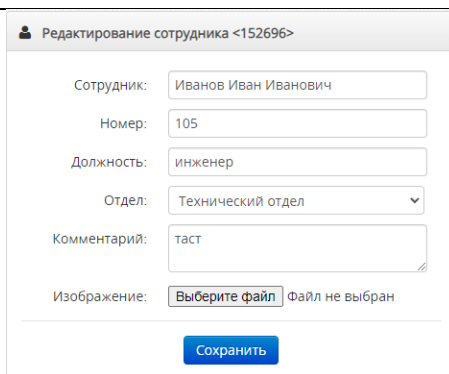 Редактирование сотрудника <152696>
Сотрудник: Иванов Иван Иванович
Номер: 105
Должность: инженер
Отдел: Технический отдел
Комментарий: таст
Изображение: Выберите файл Файл не выбран
Сохранить